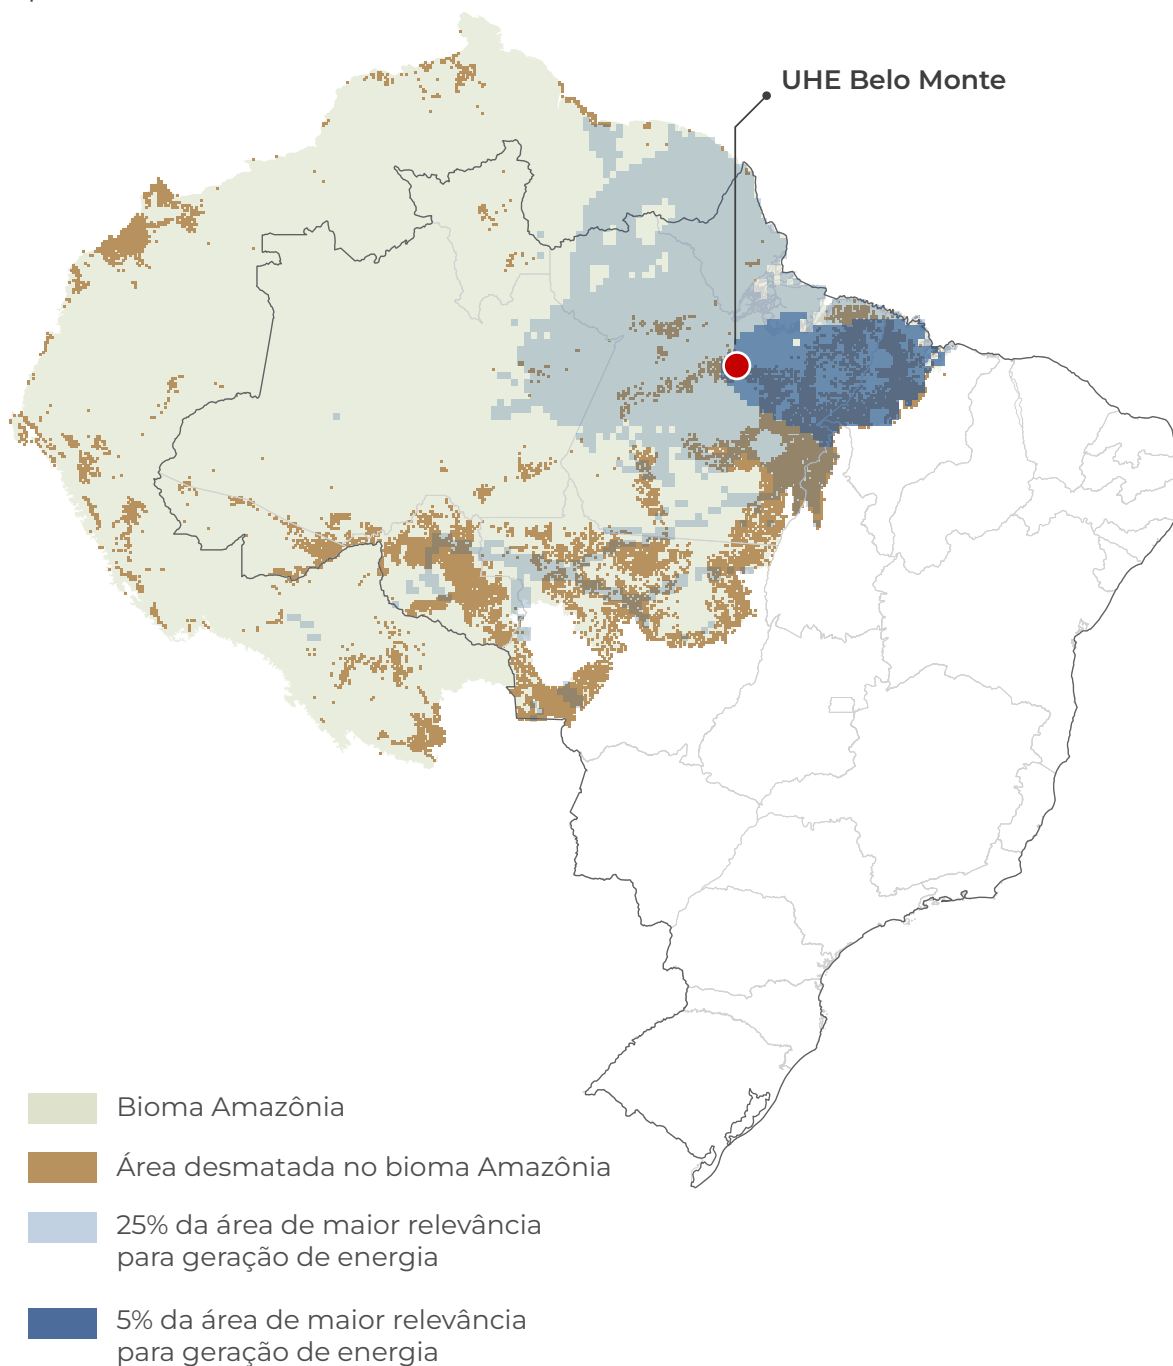 UHE Belo Monte
Bioma Amazônia
Área desmatada no bioma Amazônia
25% da área de maior relevância
para geração de energia
5% da área de maior relevância
para geração de energia